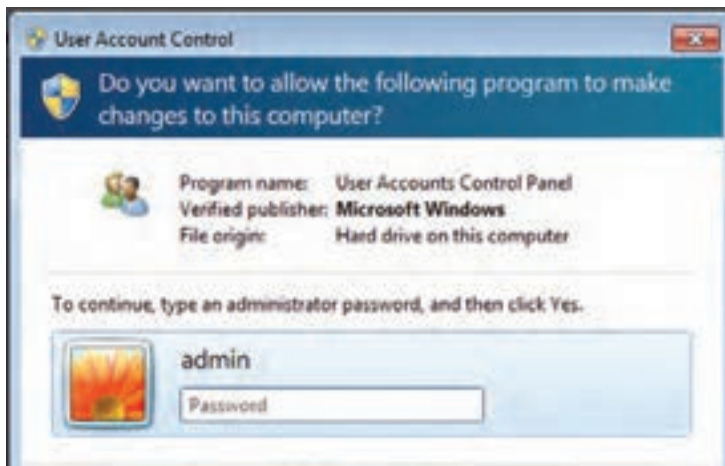 User Account Control
Do you want to allow the following program to make
changes to this computer?
Program name: User Accounts Control Panel
Verified publisher: Microsoft Windows
File origin: Hard drive on this computer
To continue, type an administrator password, and then click Yes.
admin
Password